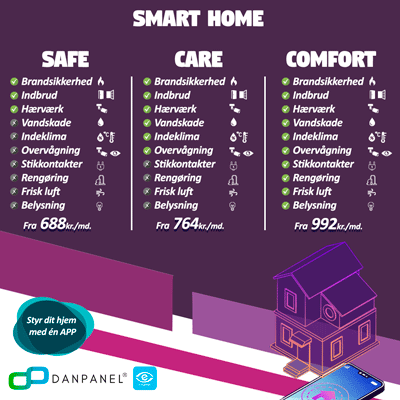 SMART HOME
SAFE
Brandsikkerhed
Indbrud
Hærværk
Vandskade
Indeklima
Overvågning
Stikkontakter
Rengøring
Frisk luft
Belysning
Fra 688kr./md.
CARE
Brandsikkerhed
Indbrud
Hærværk
Vandskade
Indeklima
Overvågning
Stikkontakter
Rengøring
Frisk luft
Belysning
Fra 764kr./md.
COMFORT
Brandsikkerhed
Indbrud
Hærværk
Vandskade
Indeklima
Overvågning
Stikkontakter
Rengøring
Frisk luft
Belysning
Fra 992kr./md.
Styr dit hjem
med én APP
DANPANEL®